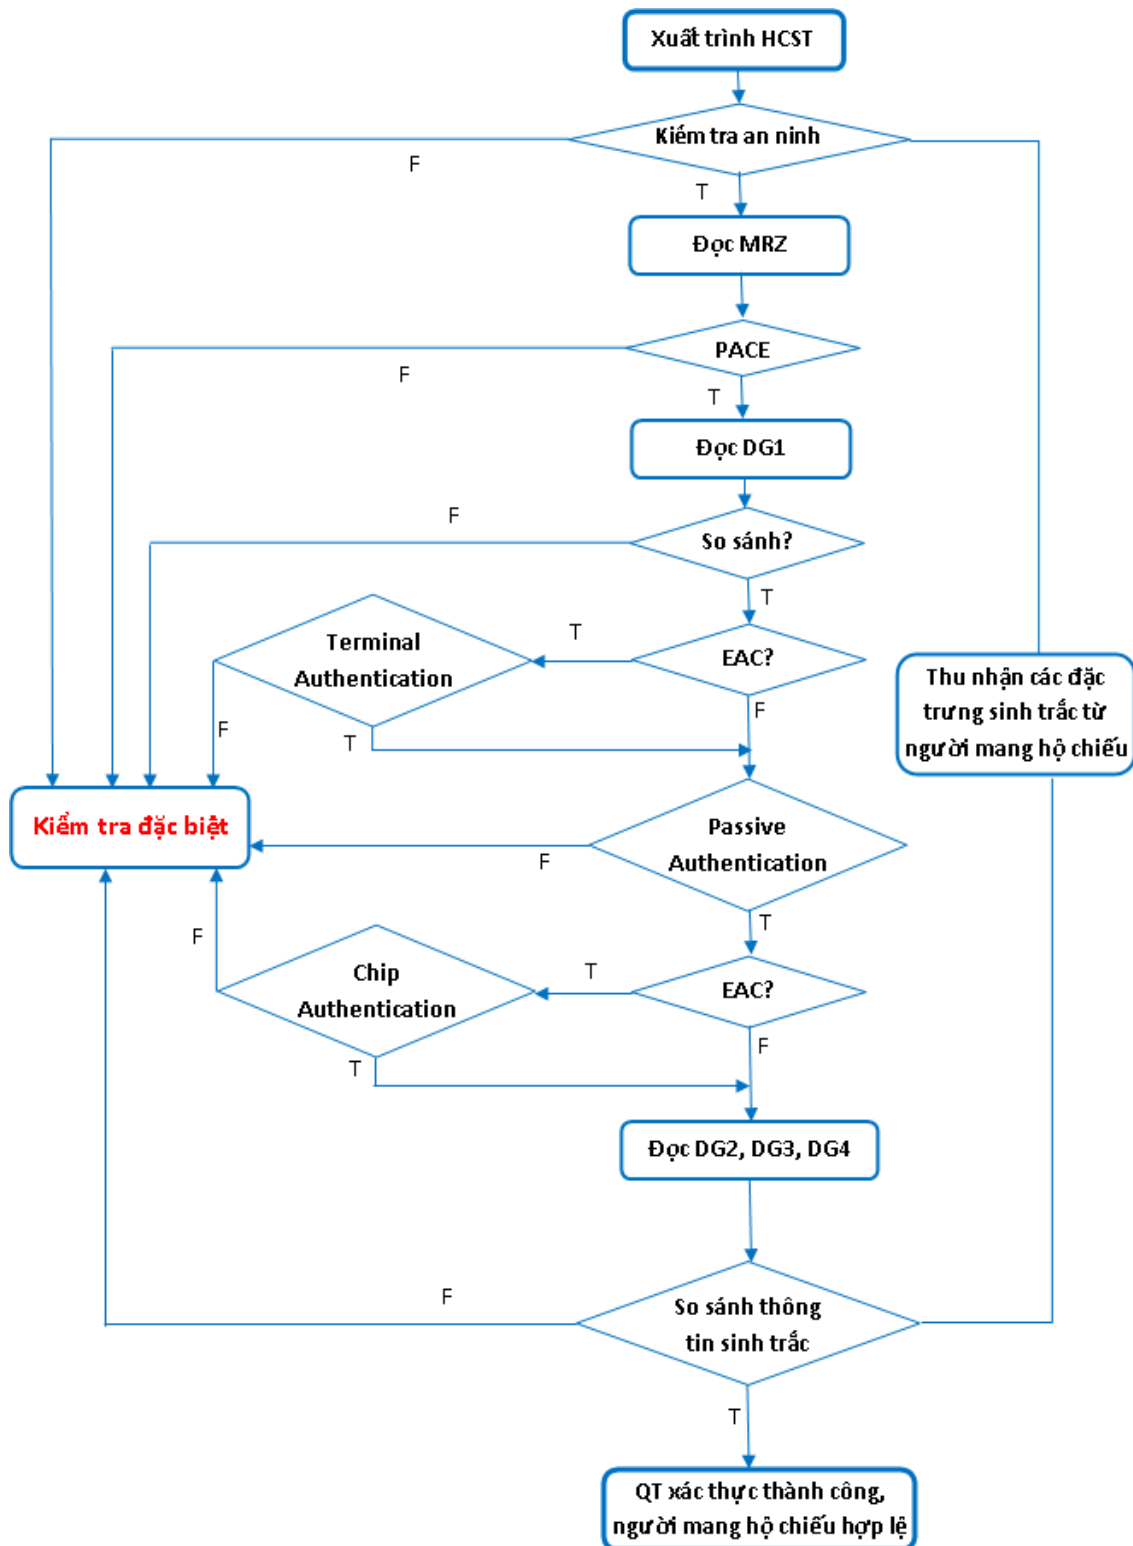 Xuất trình HCST
Kiểm tra an ninh
F
T
Đọc MRZ
PACE
F
T
Đọc DG1
F
So sánh?
T
Terminal
Authentication
T
EAC?
Thu nhận các đặc
trưng sinh trắc từ
người mang hộ chiếu
F
F
T
Kiểm tra đặc biệt
Passive
Authentication
F
T
F
Chip
Authentication
T
EAC?
F
T
Đọc DG2, DG3, DG4
F
So sánh thông
tin sinh trắc
T
QT xác thực thành công,
người mang hộ chiếu hợp lệ